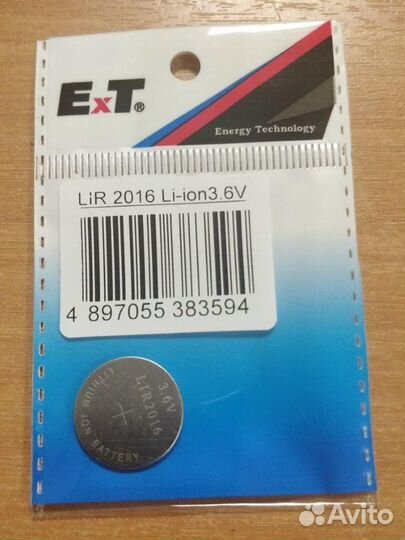 ExT®
Energy Technology
LiR 2016 Li-ion3.6V
4 897055 383594
3.6V
LIR2016
LITHIUM ION BATTERY
Avito